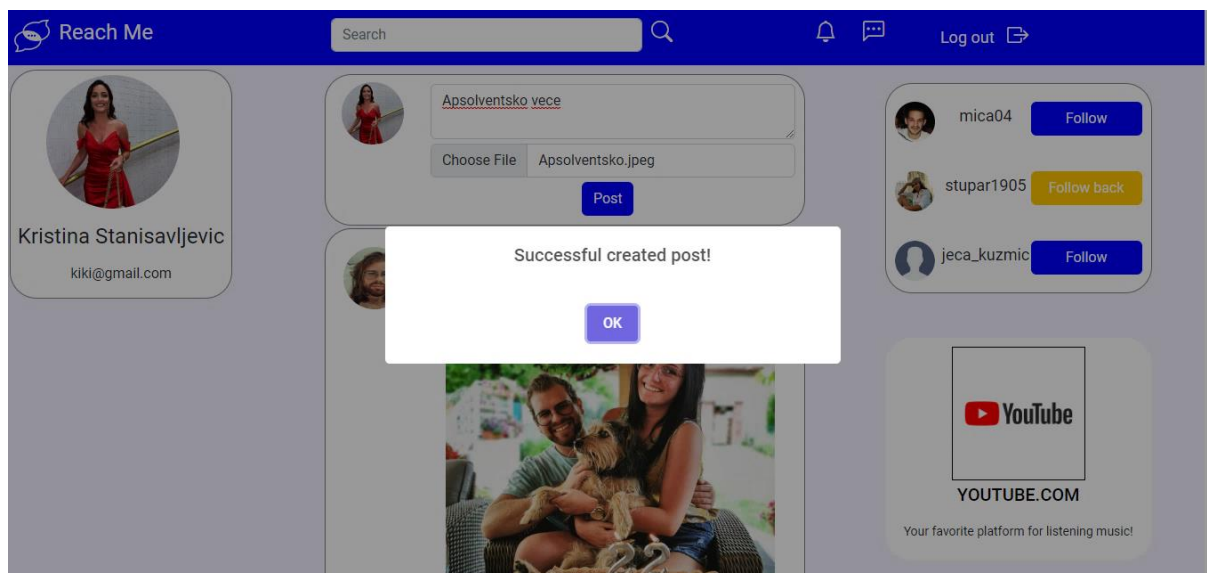 Reach Me
Search
Log out
Kristina Stanisavljevic
kiki@gmail.com
Apsolventsko vece
Choose File Apsolventsko.jpeg
Post
Successful created post!
OK
22
mica04 Follow
stupar1905 Follow back
jeca_kuzmic Follow
YouTube
YOUTUBE.COM
Your favorite platform for listening music!